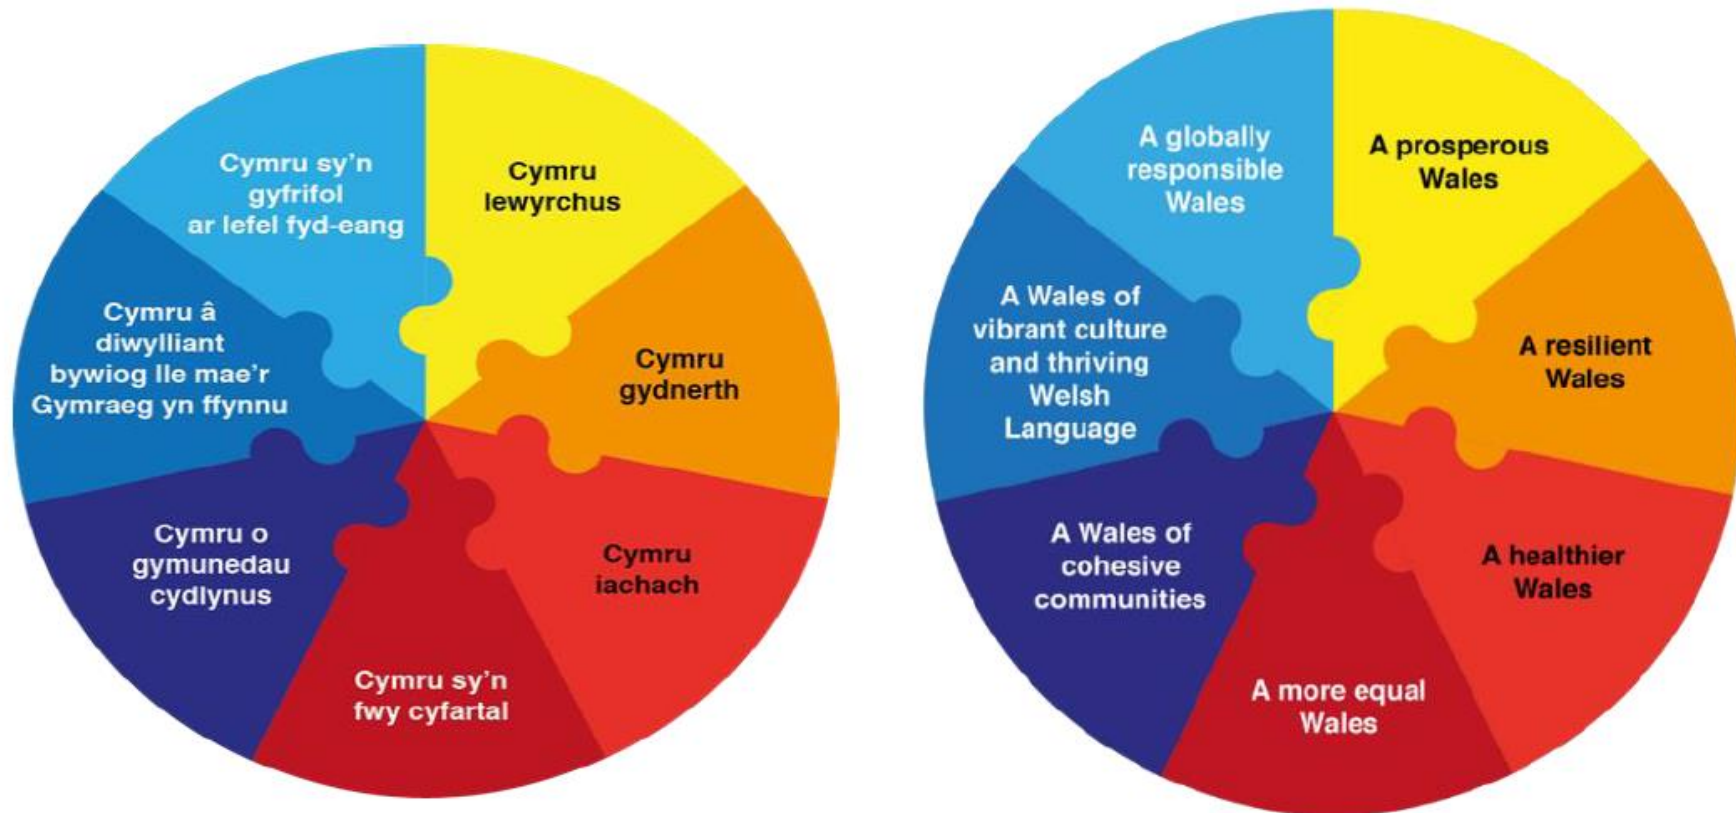 Cymru sy'n
gyfrifol
ar lefel fyd-eang
Cymru
lewyrchus
Cymru
gydnerth
Cymru
iachach
Cymru sy'n
fwy cyfartal
Cymru o
gymunedau
cydlynus
Cymru â
diwylliant
bywiog lle mae'r
Gymraeg yn ffynnu
A globally
responsible
Wales
A prosperous
Wales
A resilient
Wales
A healthier
Wales
A more equal
Wales
A Wales of
cohesive
communities
A Wales of
vibrant culture
and thriving
Welsh
Language